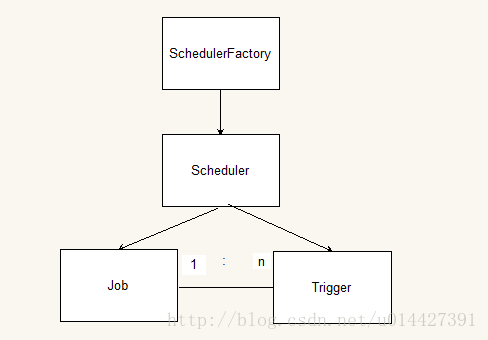 SchedulerFactory
Scheduler
1 : n
Job
Trigger
http://blog.csdn.net/u014427391